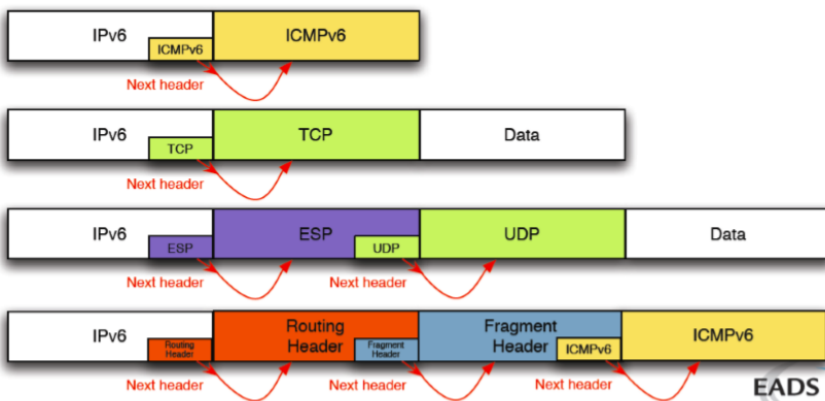 IPv6 ICMPv6
ICMPv6
Next header
IPv6 TCP Data
TCP
Next header
IPv6 ESP UDP Data
ESP UDP
Next header Next header
IPv6 Routing Header Fragment Header ICMPv6
Routing Header Fragment Header ICMPv6
Next header Next header Next header
EADS